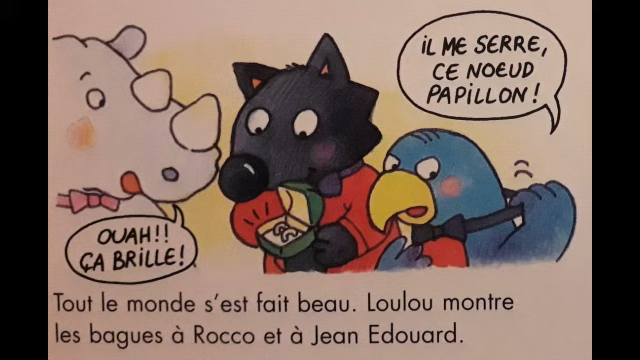 OUAH!!
ÇA BRILLE!
iL ME SERRE,
CE NOEUD
PAPILLON!
Tout le monde s'est fait beau. Loulou montre
les bagues à Rocco et à Jean Edouard.